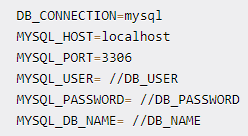 DB_CONNECTION=mysql
MYSQL_HOST=localhost
MYSQL_PORT=3306
MYSQL_USER= //DB_USER
MYSQL_PASSWORD= //DB_PASSWORD
MYSQL_DB_NAME= //DB_NAME